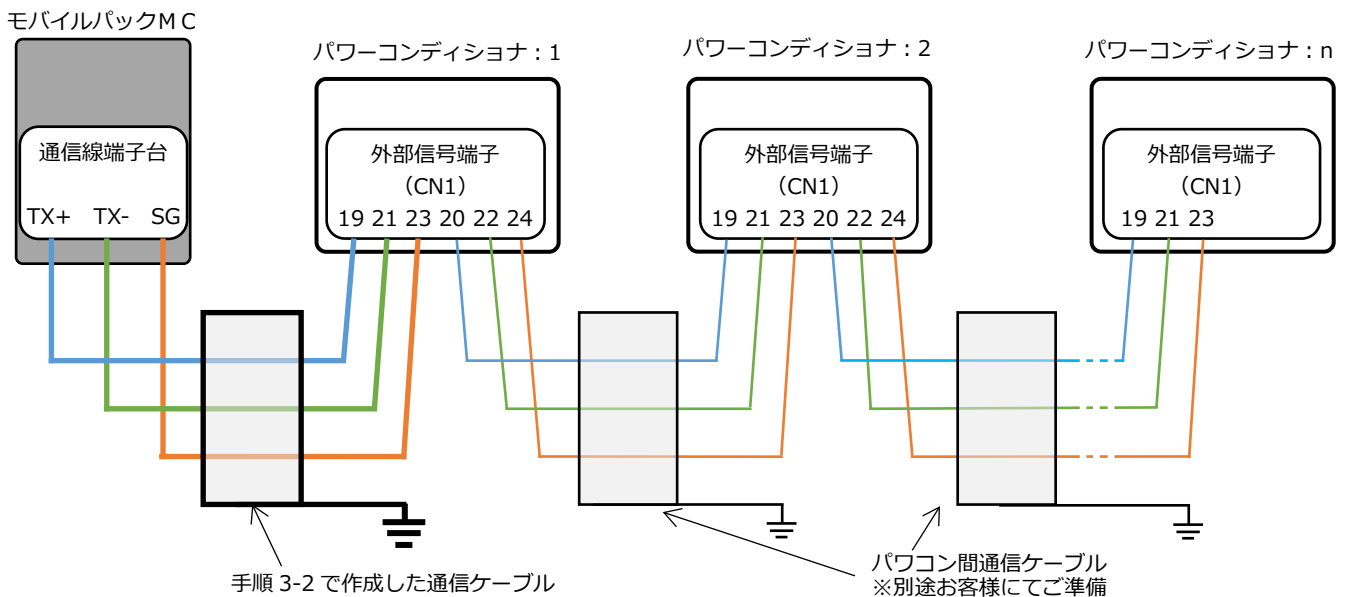 モバイルパックＭＣ
パワーコンディショナ：1
パワーコンディショナ：2
パワーコンディショナ：n
通信線端子台
TX+ TX- SG
外部信号端子
（CN1）
19 21 23 20 22 24
外部信号端子
（CN1）
19 21 23 20 22 24
外部信号端子
（CN1）
19 21 23
手順 3-2 で作成した通信ケーブル
パワコン間通信ケーブル
※別途お客様にてご準備